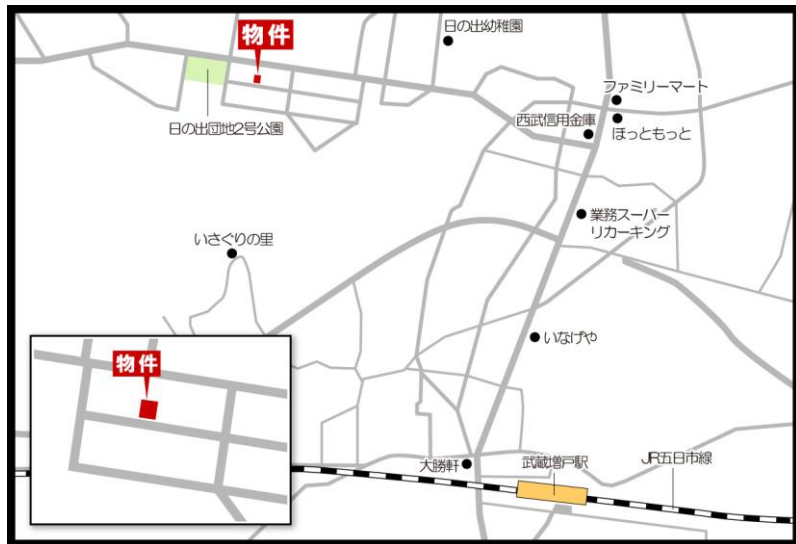 日の出幼稚園
物件
ファミリーマート
西武信用金庫
ほっともっと
日の出団地2号公園
業務スーパー
リカーキング
いさぐりの里
いなげや
物件
大勝軒
武蔵増戸駅
JR五日市線